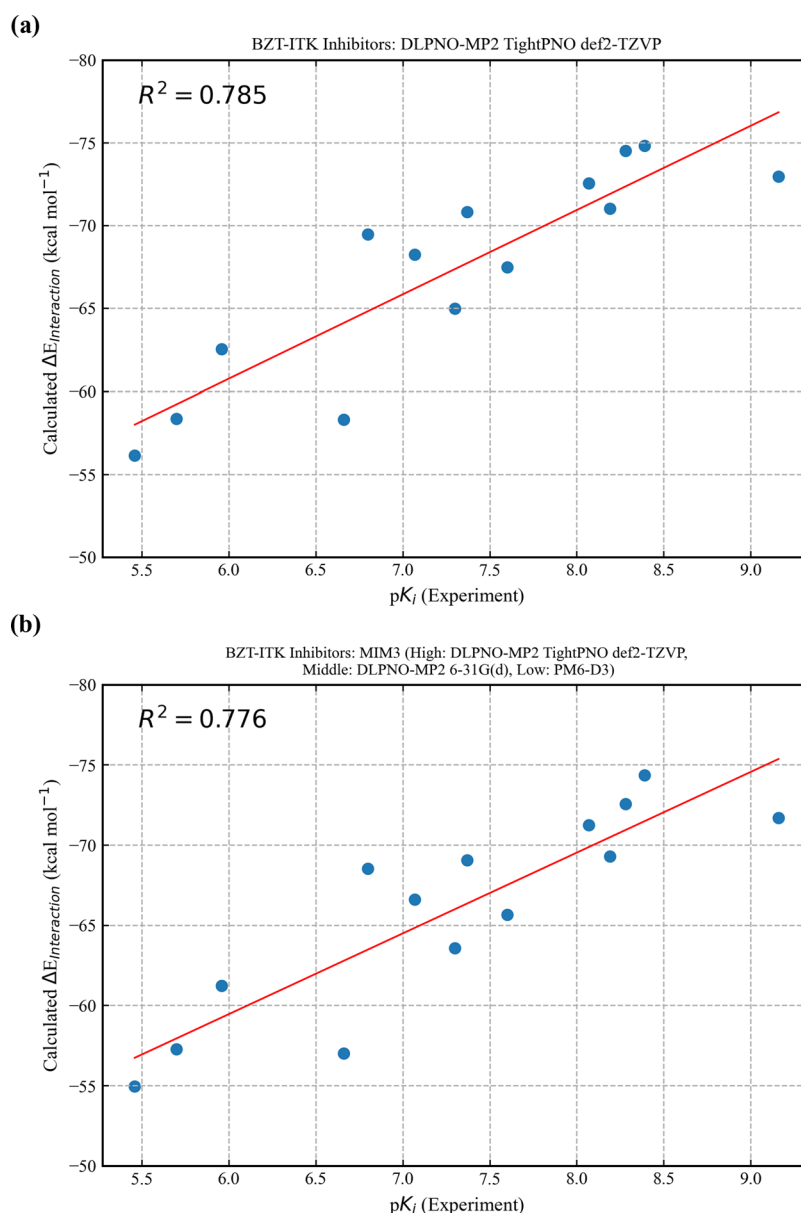 (a)
BZT-ITK Inhibitors: DLPNO-MP2 TightPNO def2-TZVP
R² = 0.785
Calculated ΔE_Interaction (kcal mol⁻¹)
−80
−75
−70
−65
−60
−55
−50
5.5 6.0 6.5 7.0 7.5 8.0 8.5 9.0
pKᵢ (Experiment)
(b)
BZT-ITK Inhibitors: MIM3 (High: DLPNO-MP2 TightPNO def2-TZVP,
Middle: DLPNO-MP2 6-31G(d), Low: PM6-D3)
R² = 0.776
Calculated ΔE_Interaction (kcal mol⁻¹)
−80
−75
−70
−65
−60
−55
−50
5.5 6.0 6.5 7.0 7.5 8.0 8.5 9.0
pKᵢ (Experiment)